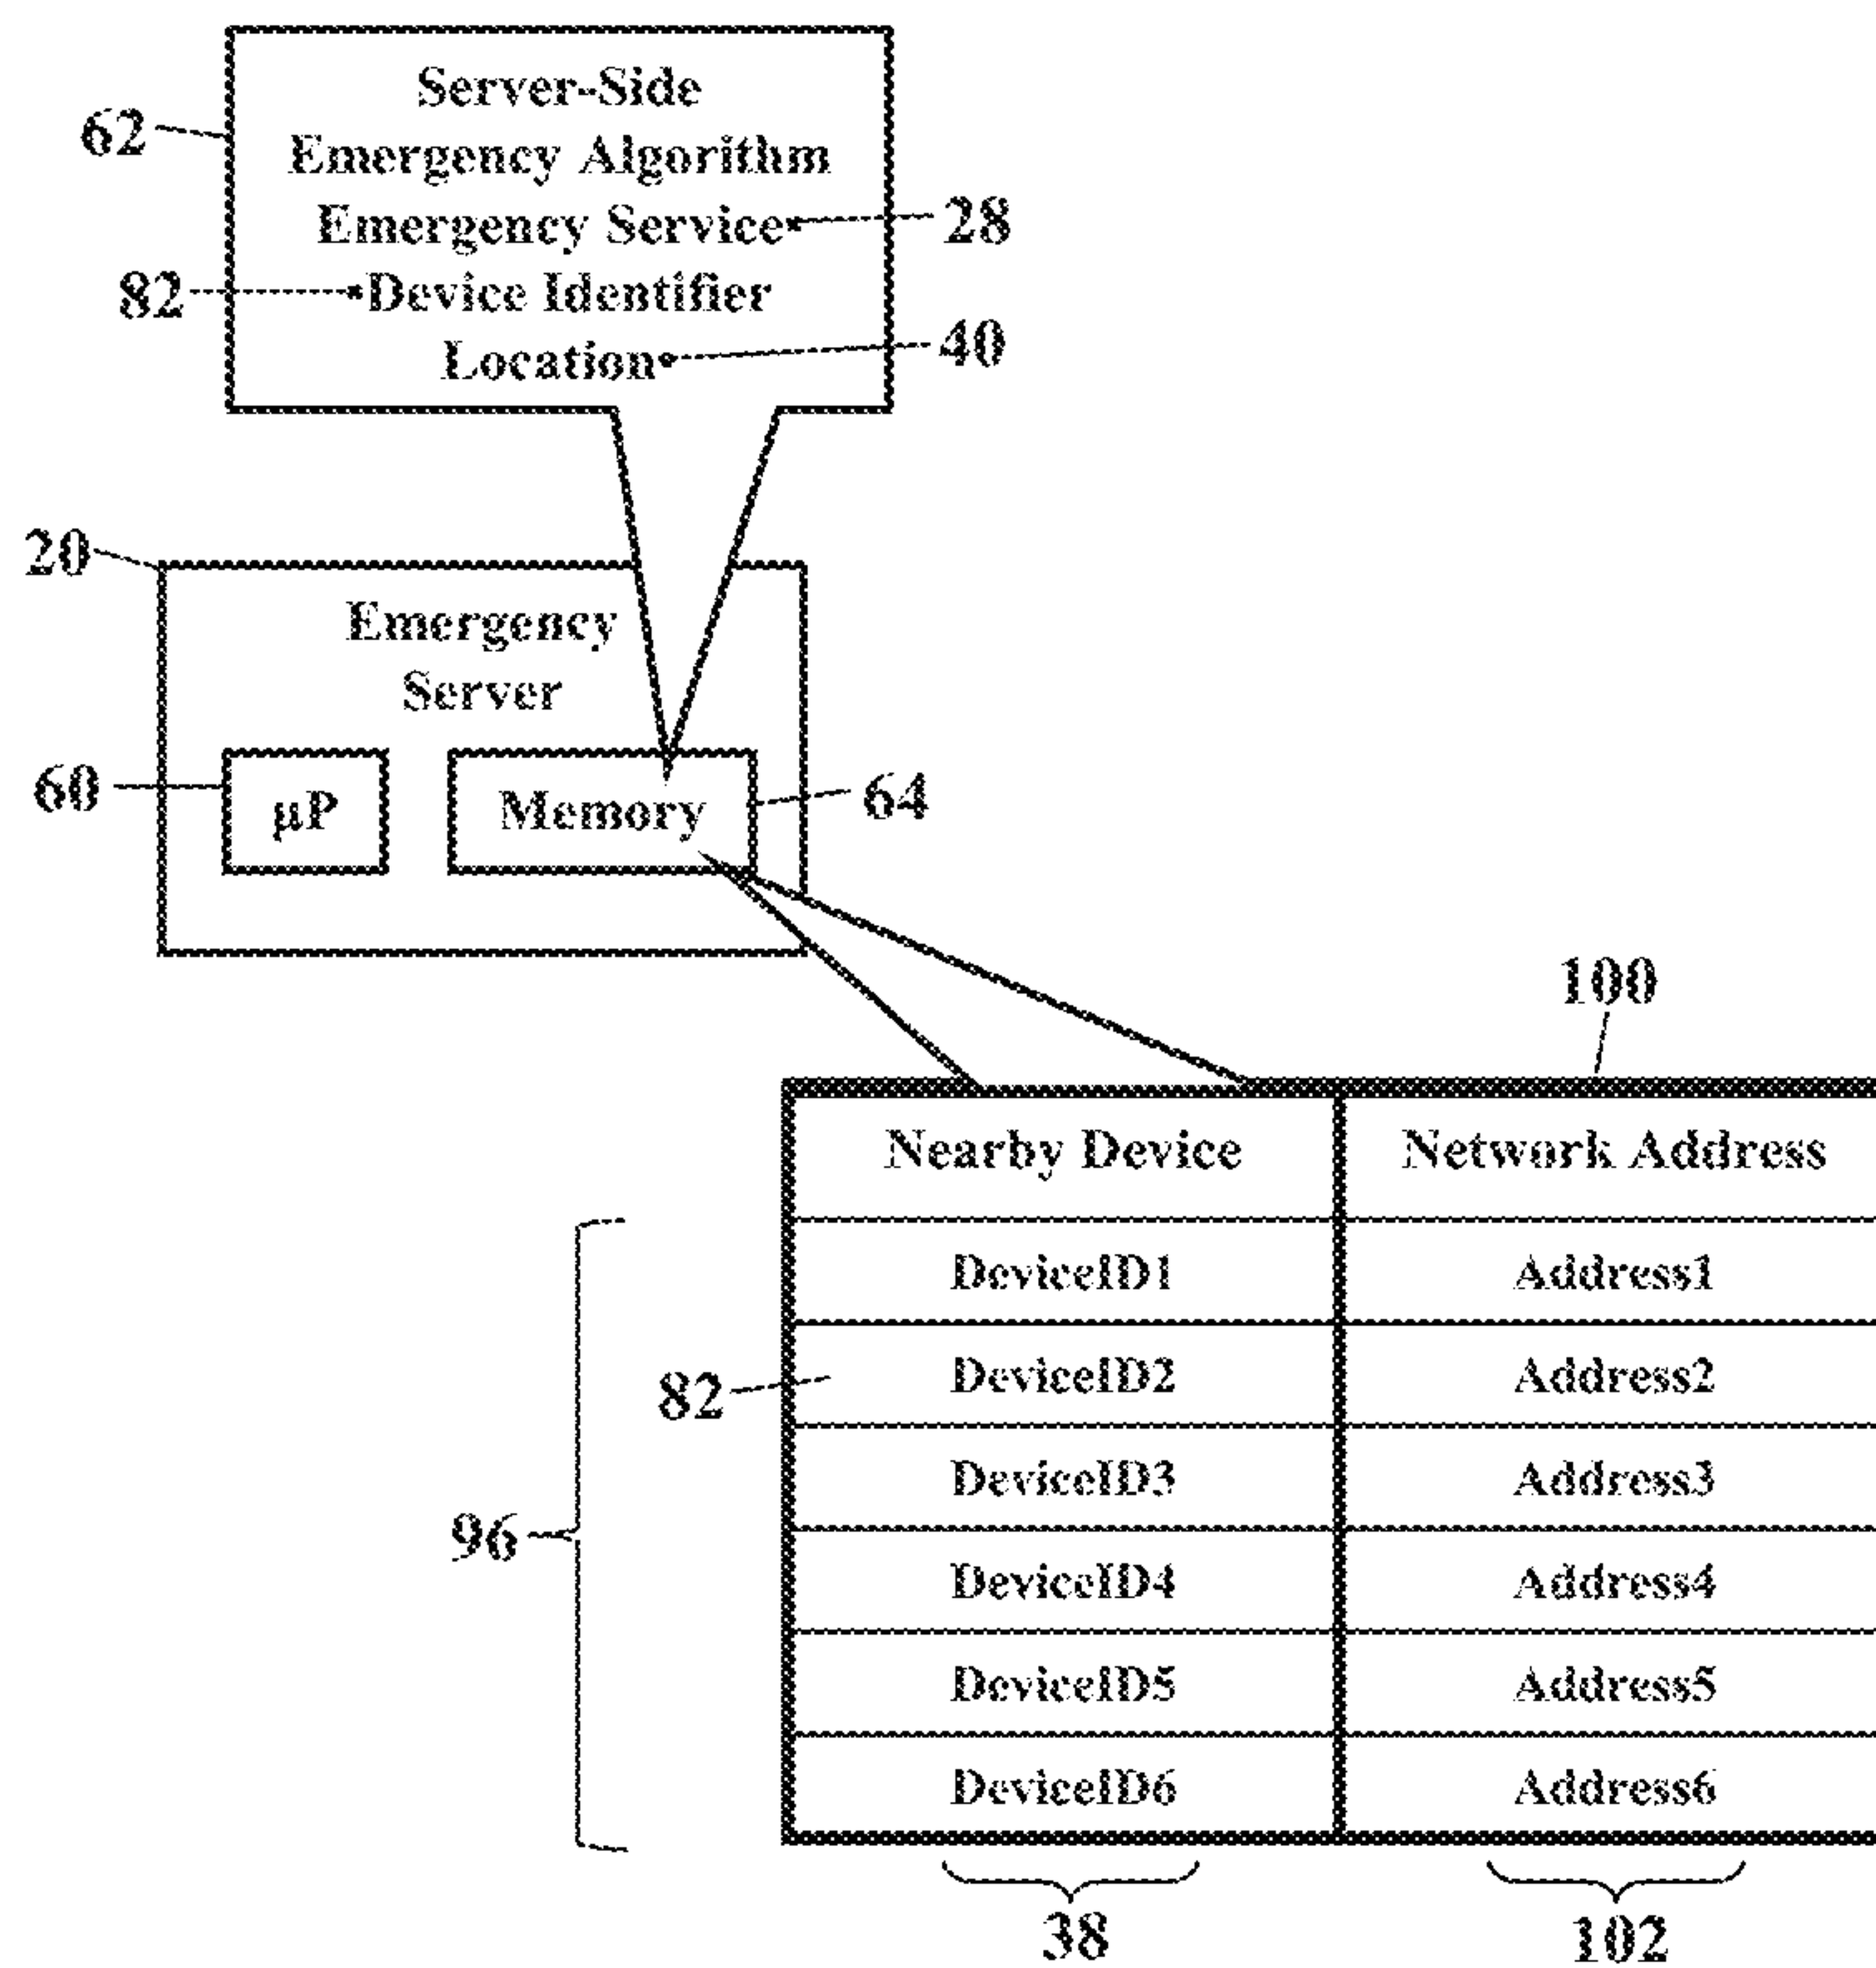 Server-Side
62
Emergency Algorithm
Emergency Service
28
82
Device Identifier
Location
40
20
Emergency
Server
60
µP
Memory
64
100
Nearby Device Network Address
DeviceID1 Address1
82
DeviceID2 Address2
DeviceID3 Address3
96
DeviceID4 Address4
DeviceID5 Address5
DeviceID6 Address6
38
102